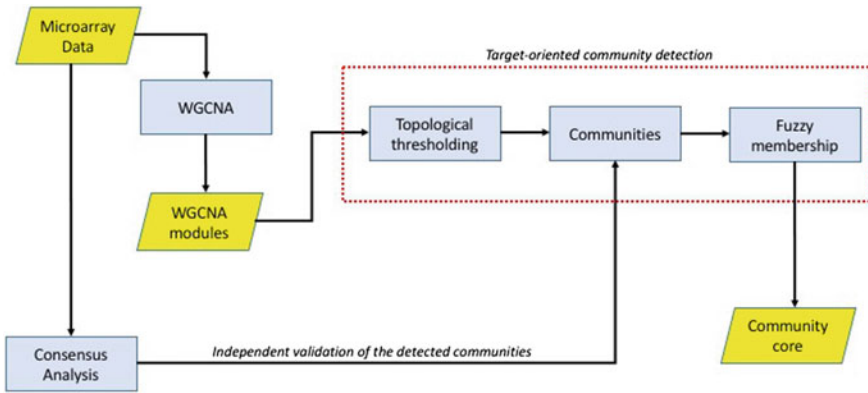 Microarray
Data
Target-oriented community detection
WGCNA
Topological
thresholding
Communities
Fuzzy
membership
WGCNA
modules
Community
core
Consensus
Analysis
Independent validation of the detected communities